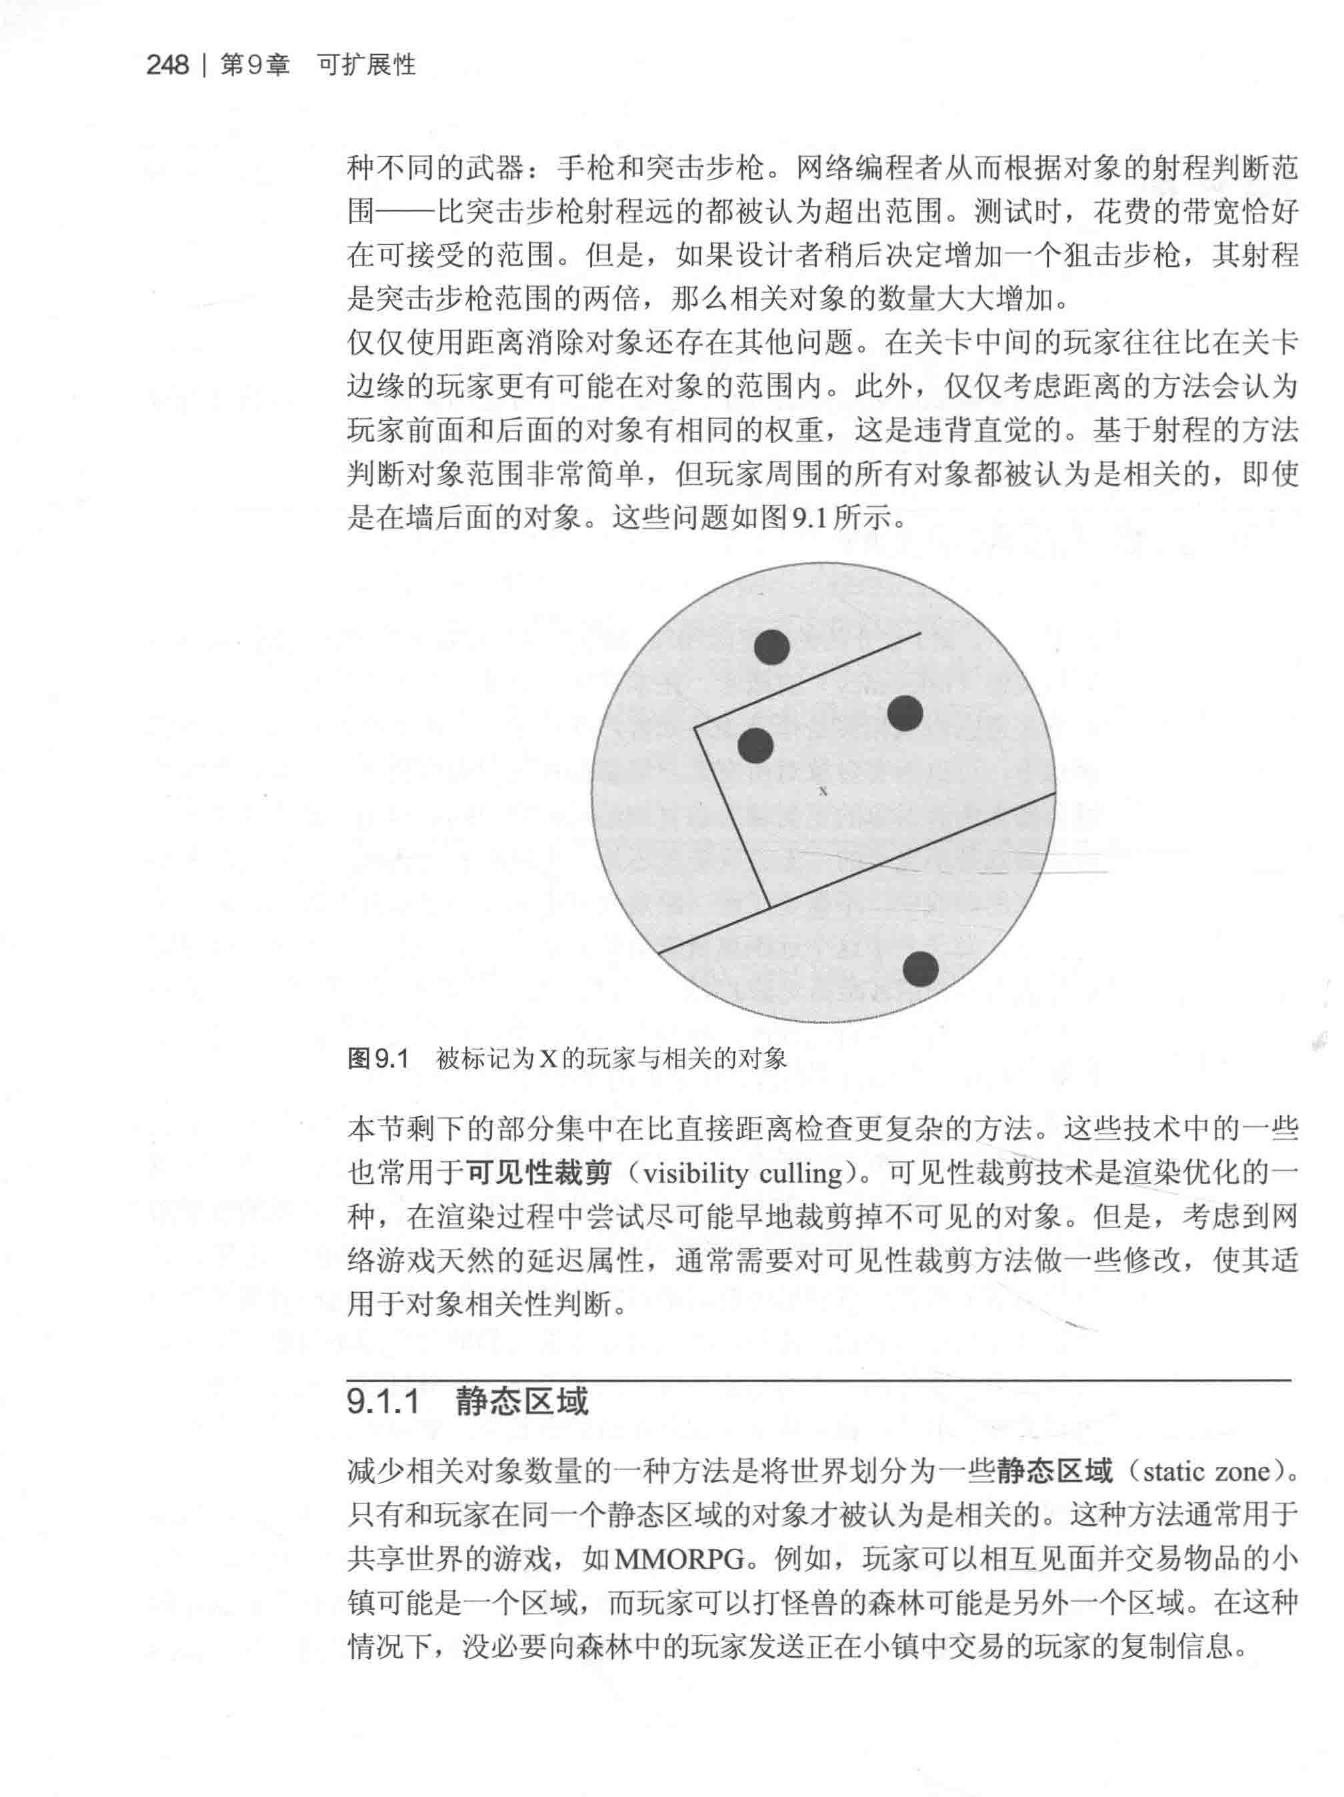 248 | 第9章 可扩展性
种不同的武器：手枪和突击步枪。网络编程者从而根据对象的射程判断范
围——比突击步枪射程远的都被认为超出范围。测试时，花费的带宽恰好
在可接受的范围。但是，如果设计者稍后决定增加一个狙击步枪，其射程
是突击步枪范围的两倍，那么相关对象的数量大大增加。
仅仅使用距离消除对象还存在其他问题。在关卡中间的玩家往往比在关卡
边缘的玩家更有可能在对象的范围内。此外，仅仅考虑距离的方法会认为
玩家前面和后面的对象有相同的权重，这是违背直觉的。基于射程的方法
判断对象范围非常简单，但玩家周围的所有对象都被认为是相关的，即使
是在墙后面的对象。这些问题如图9.1所示。
x
图9.1 被标记为X的玩家与相关的对象
本节剩下的部分集中在比直接距离检查更复杂的方法。这些技术中的一些
也常用于可见性裁剪（visibility culling）。可见性裁剪技术是渲染优化的一
种，在渲染过程中尝试尽可能早地裁剪掉不可见的对象。但是，考虑到网
络游戏天然的延迟属性，通常需要对可见性裁剪方法做一些修改，使其适
用于对象相关性判断。
9.1.1 静态区域
减少相关对象数量的一种方法是将世界划分为一些静态区域（static zone）。
只有和玩家在同一个静态区域的对象才被认为是相关的。这种方法通常用于
共享世界的游戏，如MMORPG。例如，玩家可以相互见面并交易物品的小
镇可能是一个区域，而玩家可以打怪兽的森林可能是另外一个区域。在这种
情况下，没必要向森林中的玩家发送正在小镇中交易的玩家的复制信息。